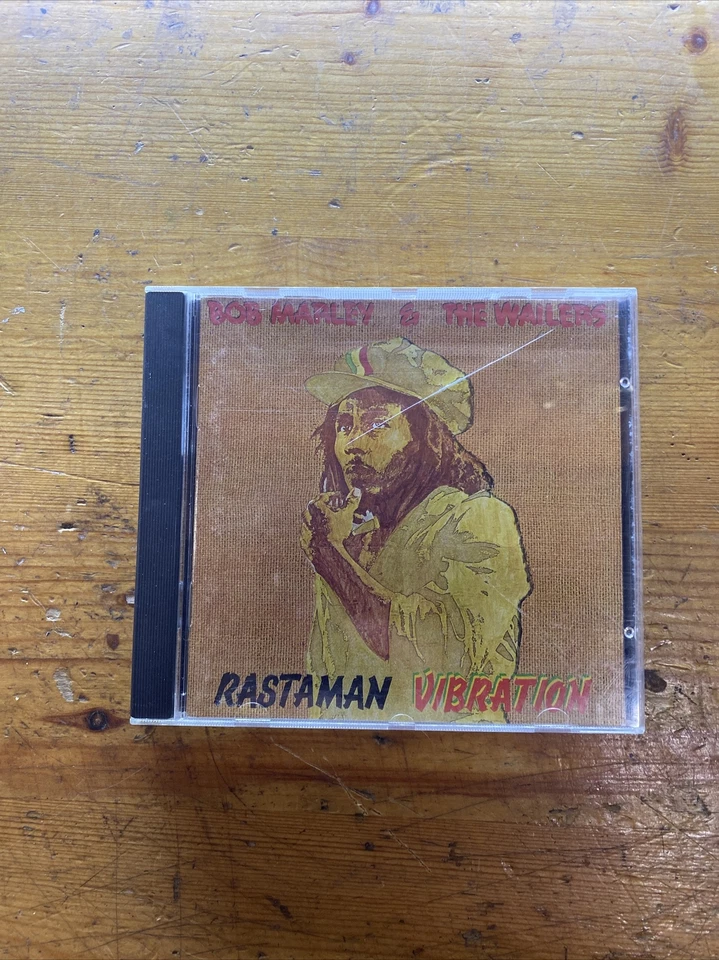 BOB MARLEY & THE WAILERS
RASTAMAN VIBRATION